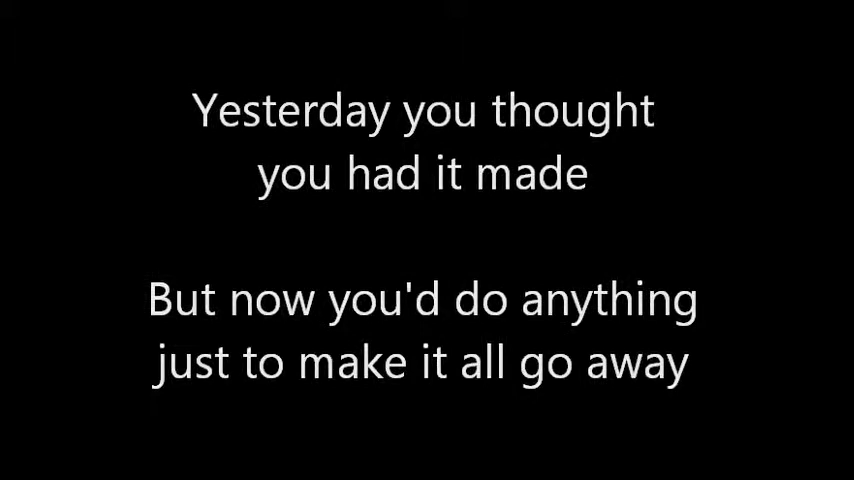 Yesterday you thought
you had it made
But now you'd do anything
just to make it all go away